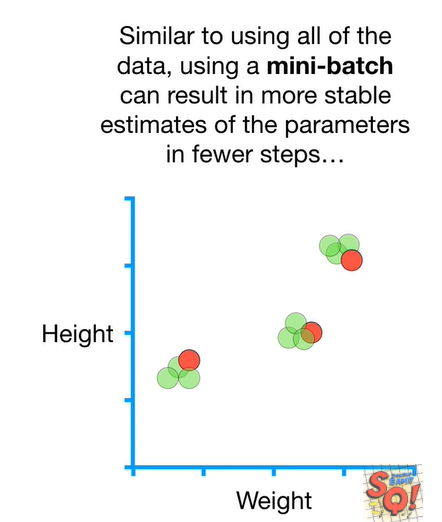 Similar to using all of the
data, using a mini-batch
can result in more stable
estimates of the parameters
in fewer steps…
Height
Weight
SQ!